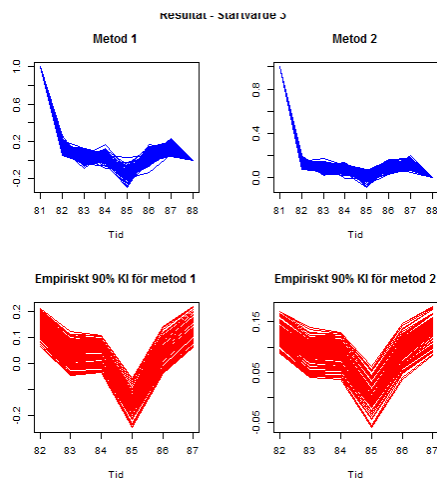 Resultat - Startvärde 3
Metod 1
Metod 2
1.0
0.6
0.2
-0.2
0.8
0.4
0.0
81 82 83 84 85 86 87 88
81 82 83 84 85 86 87 88
Tid
Tid
Empiriskt 90% KI för metod 1
Empiriskt 90% KI för metod 2
0.2
0.1
0.0
-0.2
0.15
0.05
-0.05
82 83 84 85 86 87
82 83 84 85 86 87
Tid
Tid